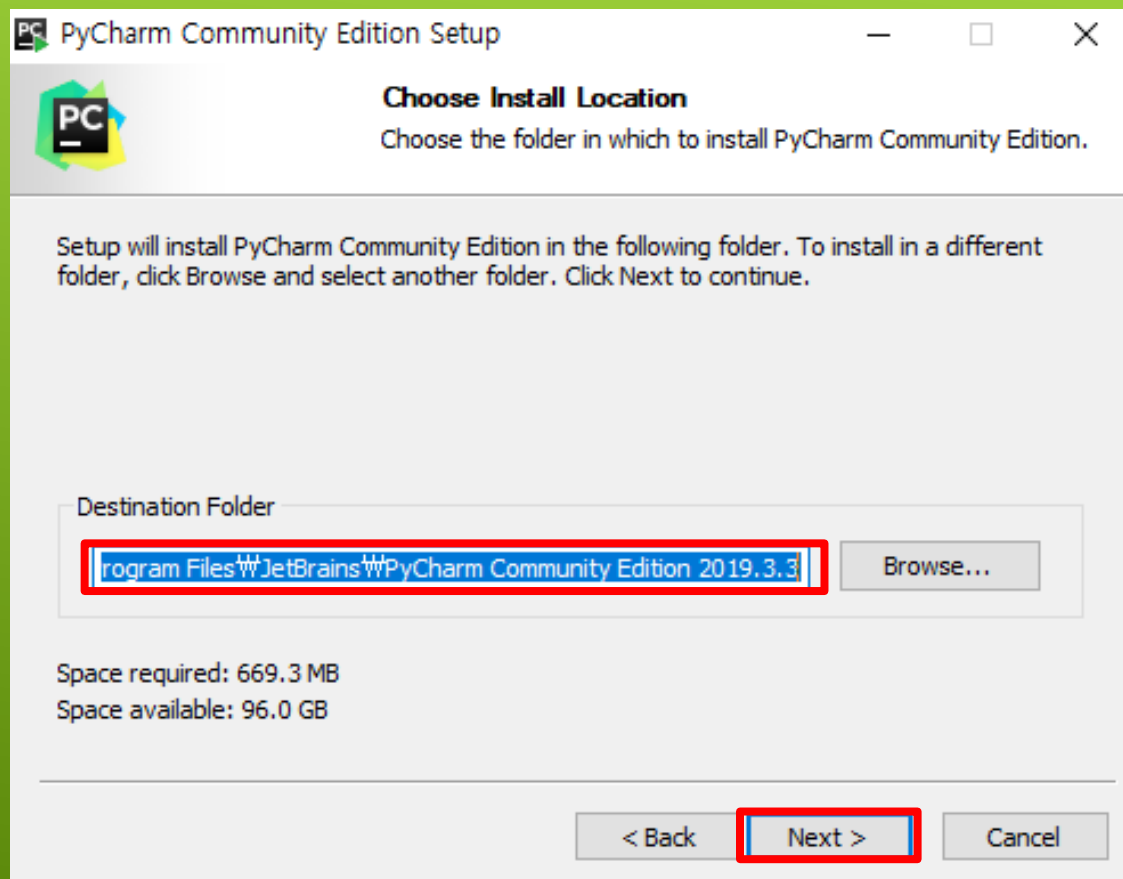 PyCharm Community Edition Setup
PC
Choose Install Location
Choose the folder in which to install PyCharm Community Edition.
Setup will install PyCharm Community Edition in the following folder. To install in a different
folder, click Browse and select another folder. Click Next to continue.
Destination Folder
rogram Files₩JetBrains₩PyCharm Community Edition 2019.3.3
Browse...
Space required: 669.3 MB
Space available: 96.0 GB
< Back
Next >
Cancel